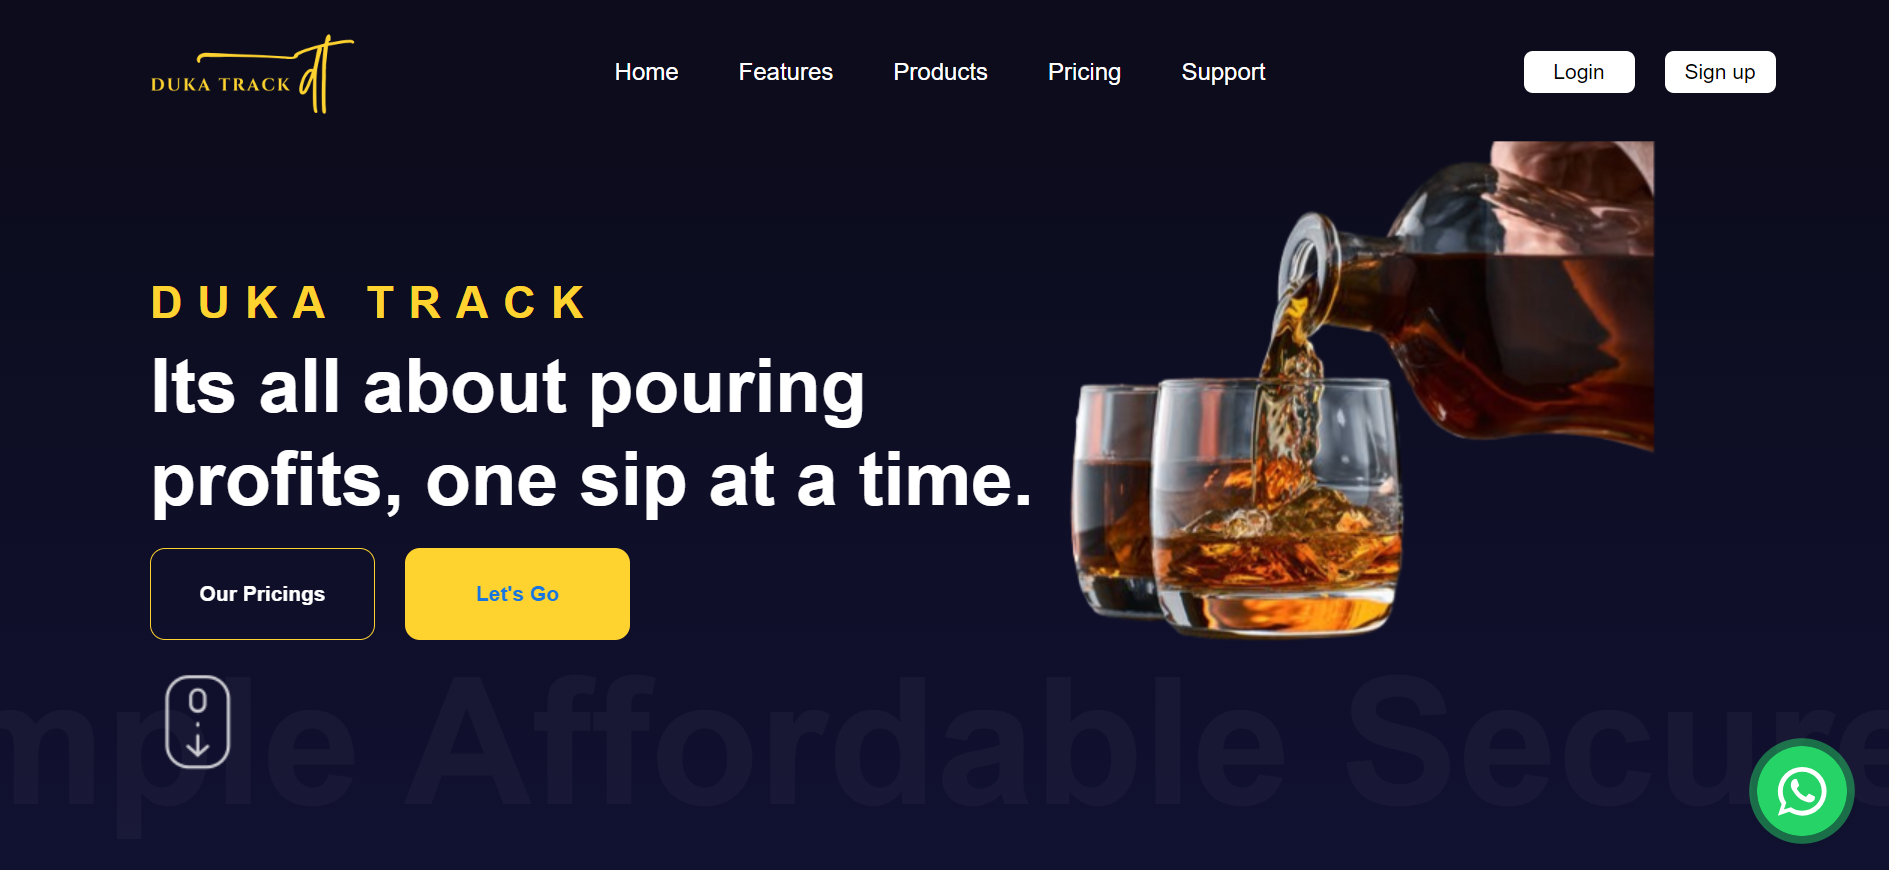 DUKA TRACK dt
Home Features Products Pricing Support
Login Sign up
DUKA TRACK
Its all about pouring
profits, one sip at a time.
Our Pricings Let's Go
mple Affordable Secure